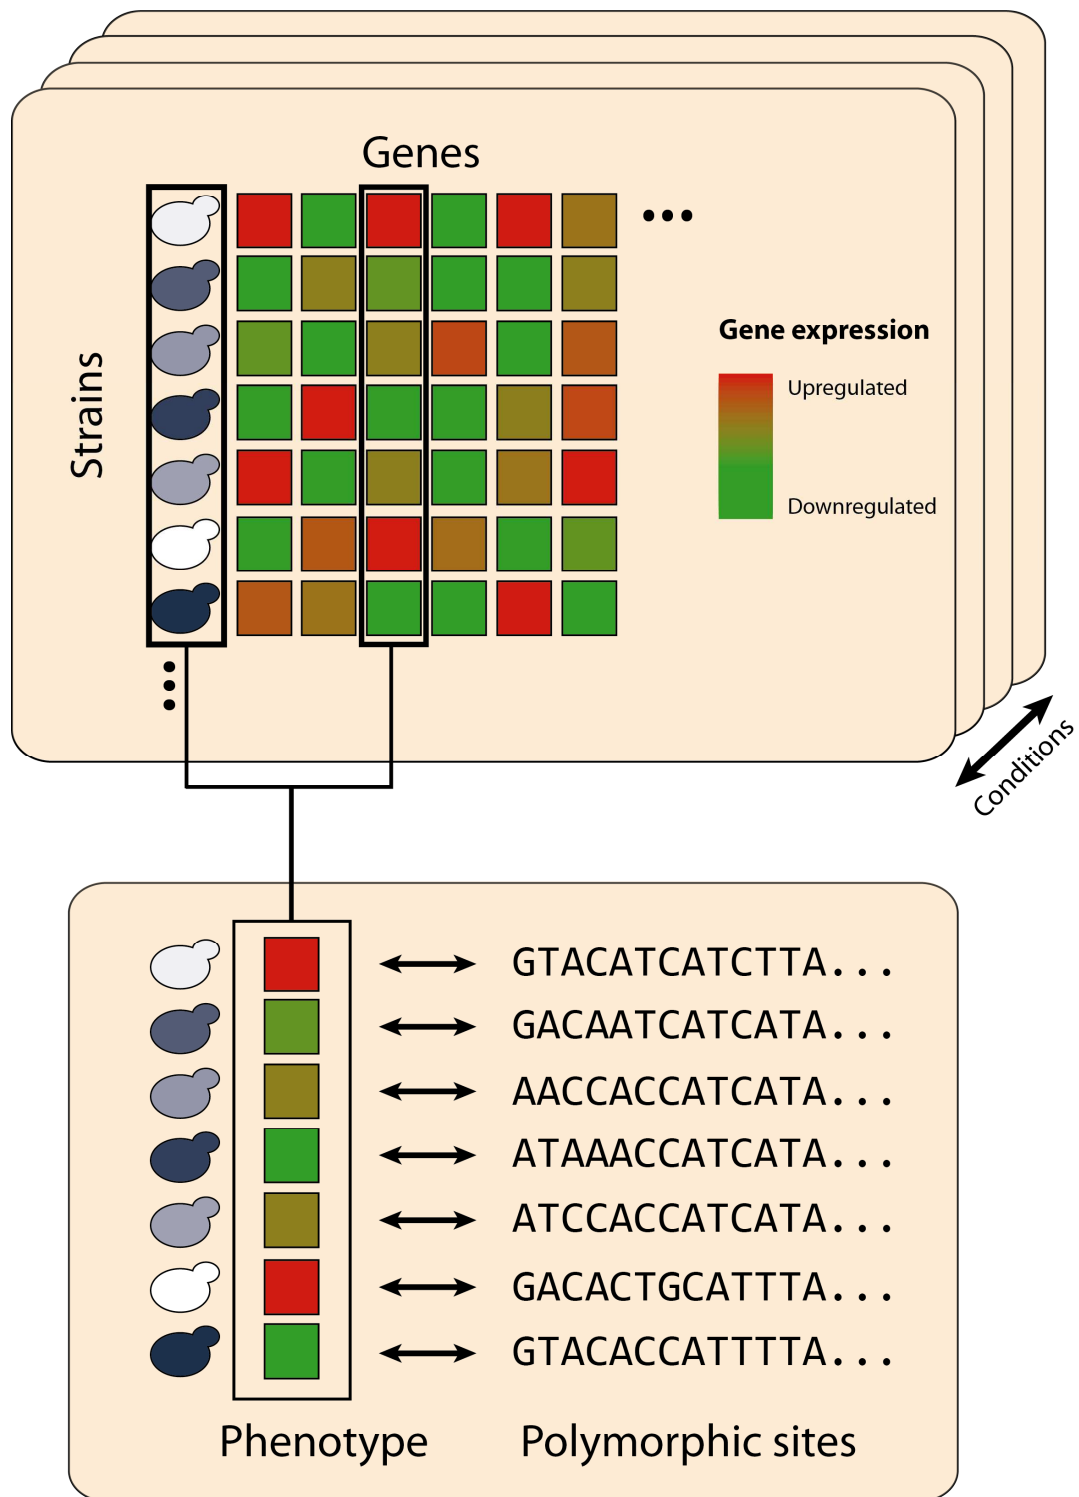 Genes
...
Strains
Gene expression
Upregulated
Downregulated
...
Conditions
GTACATCATCTTA...
GACAATCATCATA...
AACCACCATCATA...
ATAAACCATCATA...
ATCCACCATCATA...
GACACTGCATTTA...
GTACACCATTTTA...
Phenotype
Polymorphic sites